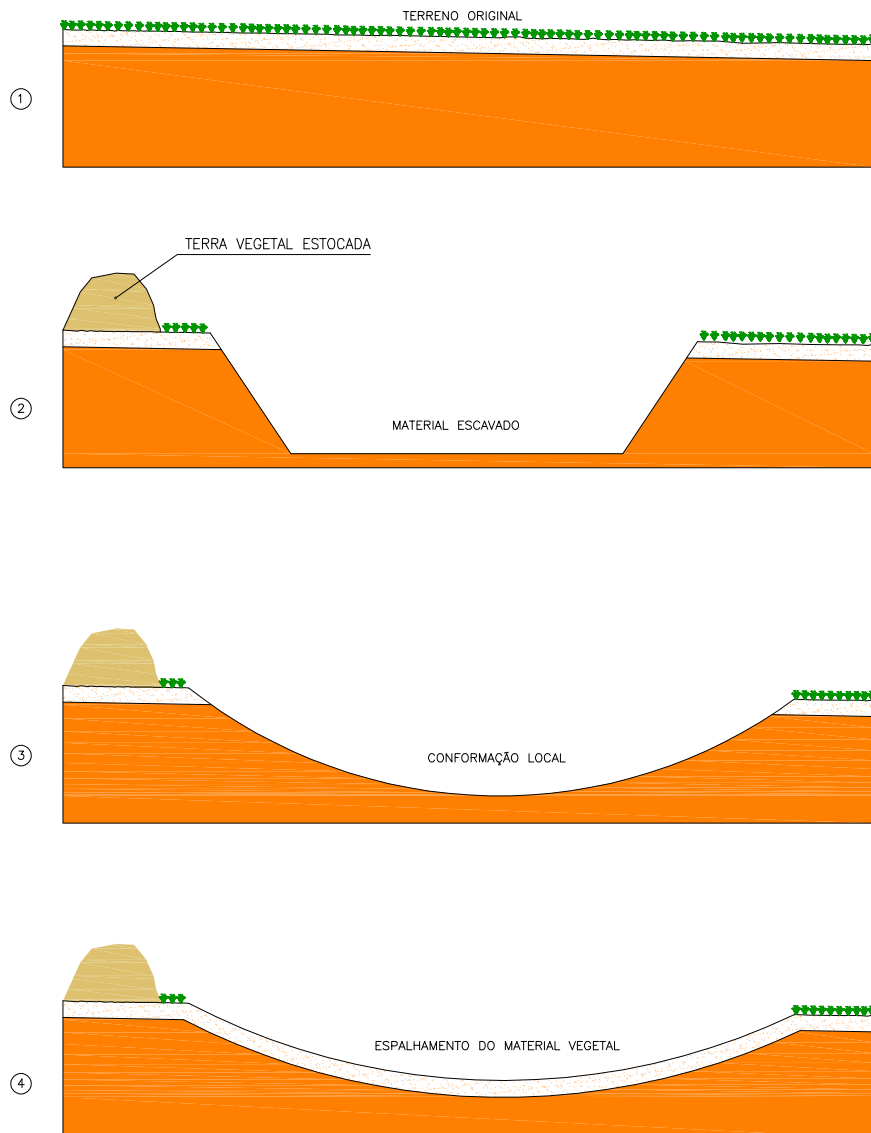 TERRENO ORIGINAL
1
TERRA VEGETAL ESTOCADA
2
MATERIAL ESCAVADO
3
CONFORMAÇÃO LOCAL
ESPALHAMENTO DO MATERIAL VEGETAL
4